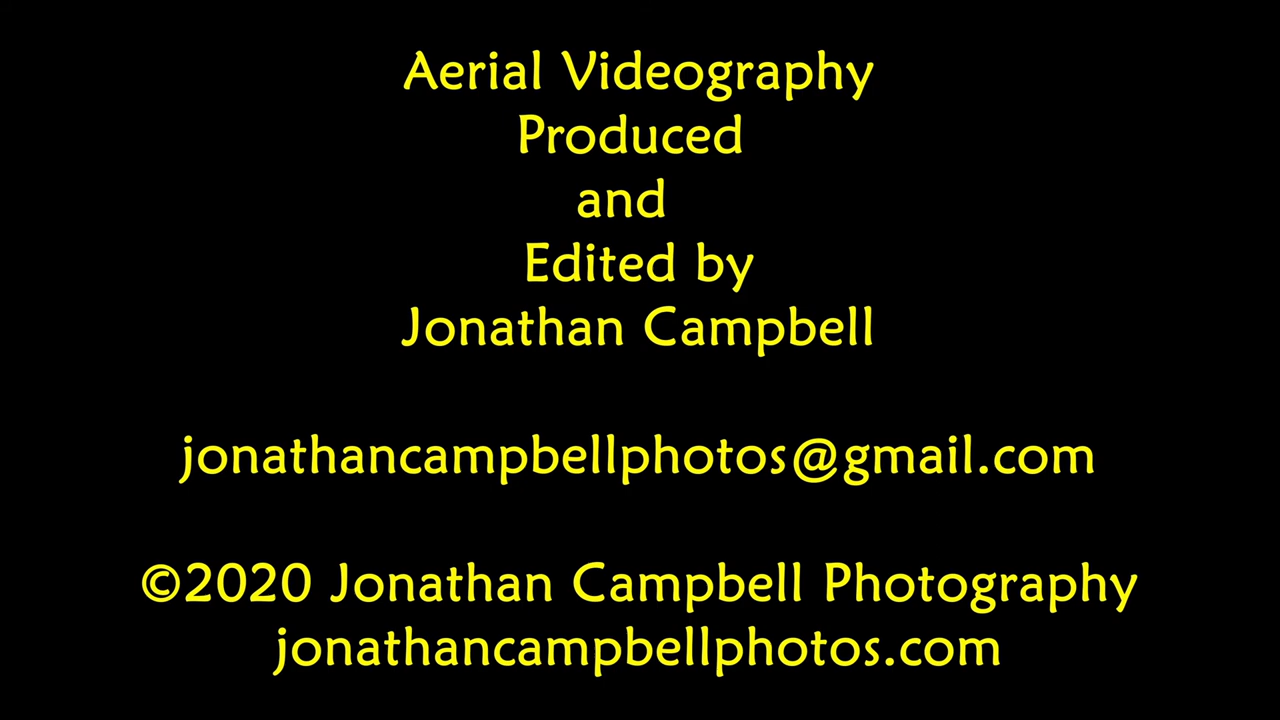 Aerial Videography
Produced
and
Edited by
Jonathan Campbell
jonathancampbellphotos@gmail.com
©2020 Jonathan Campbell Photography
jonathancampbellphotos.com